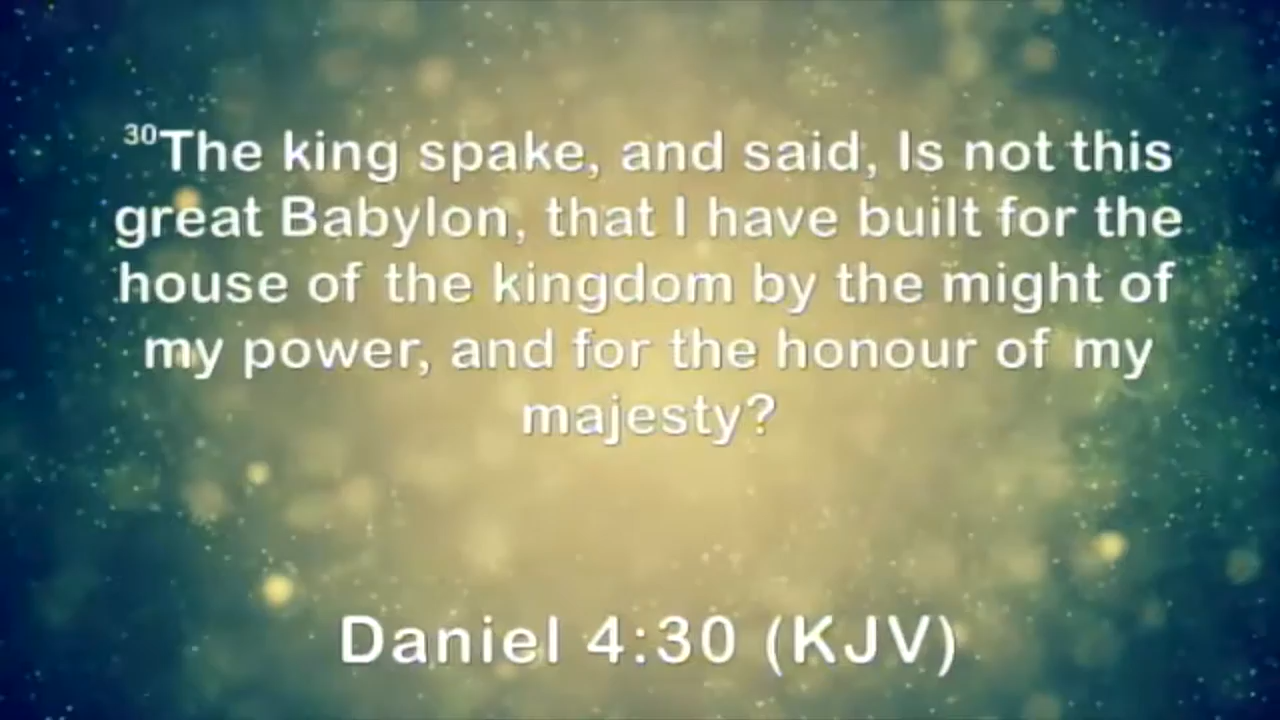 30The king spake, and said, Is not this
great Babylon, that I have built for the
house of the kingdom by the might of
my power, and for the honour of my
majesty?
Daniel 4:30 (KJV)